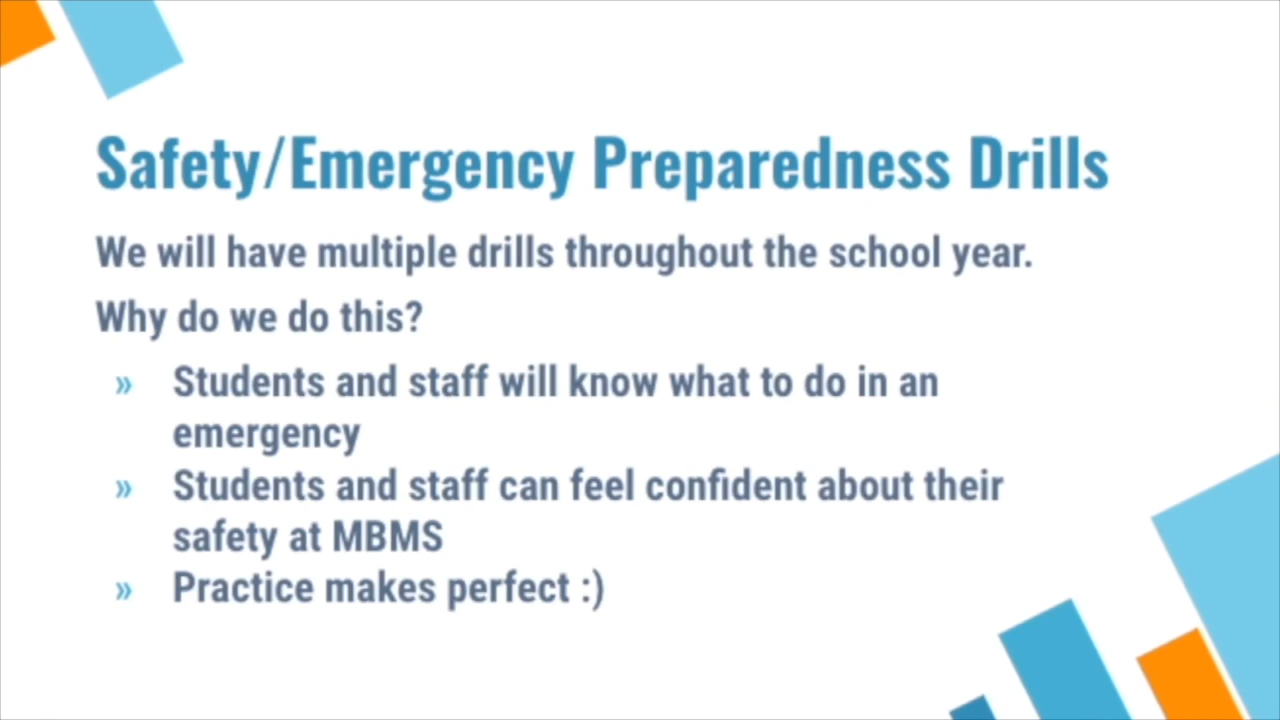 Safety/Emergency Preparedness Drills
We will have multiple drills throughout the school year.
Why do we do this?
» Students and staff will know what to do in an
emergency
» Students and staff can feel confident about their
safety at MBMS
» Practice makes perfect :)